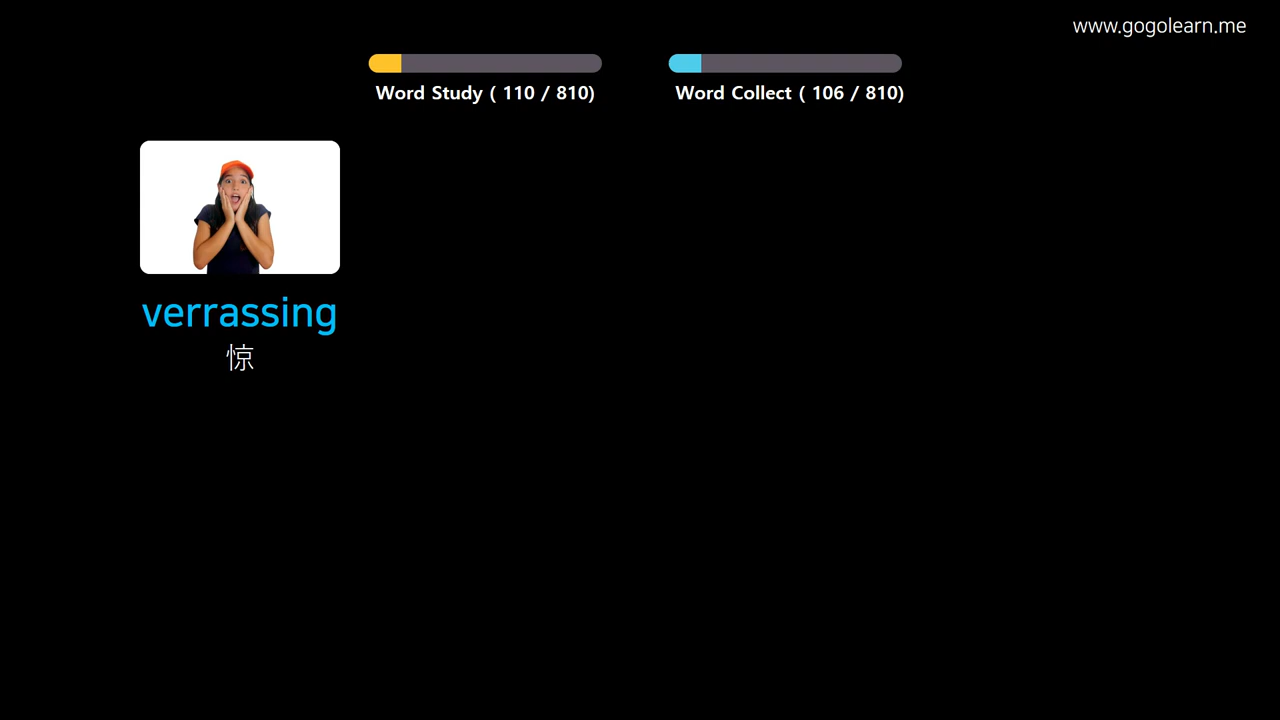 www.gogolearn.me
Word Study ( 110 / 810)
Word Collect ( 106 / 810)
verrassing
惊